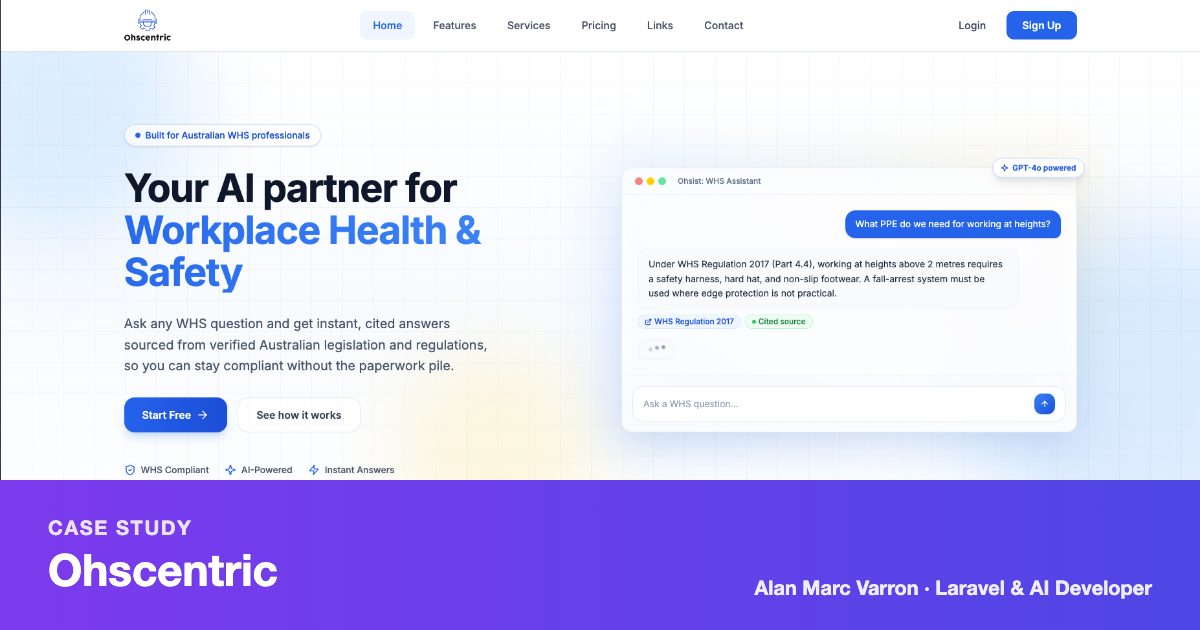 Ohscentric
Home
Features
Services
Pricing
Links
Contact
Login
Sign Up
Built for Australian WHS professionals
Your AI partner for
Workplace Health &
Safety
Ask any WHS question and get instant, cited answers
sourced from verified Australian legislation and regulations,
so you can stay compliant without the paperwork pile.
Start Free →
See how it works
WHS Compliant
AI-Powered
Instant Answers
GPT-4o powered
Ohsist: WHS Assistant
What PPE do we need for working at heights?
Under WHS Regulation 2017 (Part 4.4), working at heights above 2 metres requires
a safety harness, hard hat, and non-slip footwear. A fall-arrest system must be
used where edge protection is not practical.
WHS Regulation 2017
Cited source
Ask a WHS question...
CASE STUDY
Ohscentric
Alan Marc Varron · Laravel & AI Developer